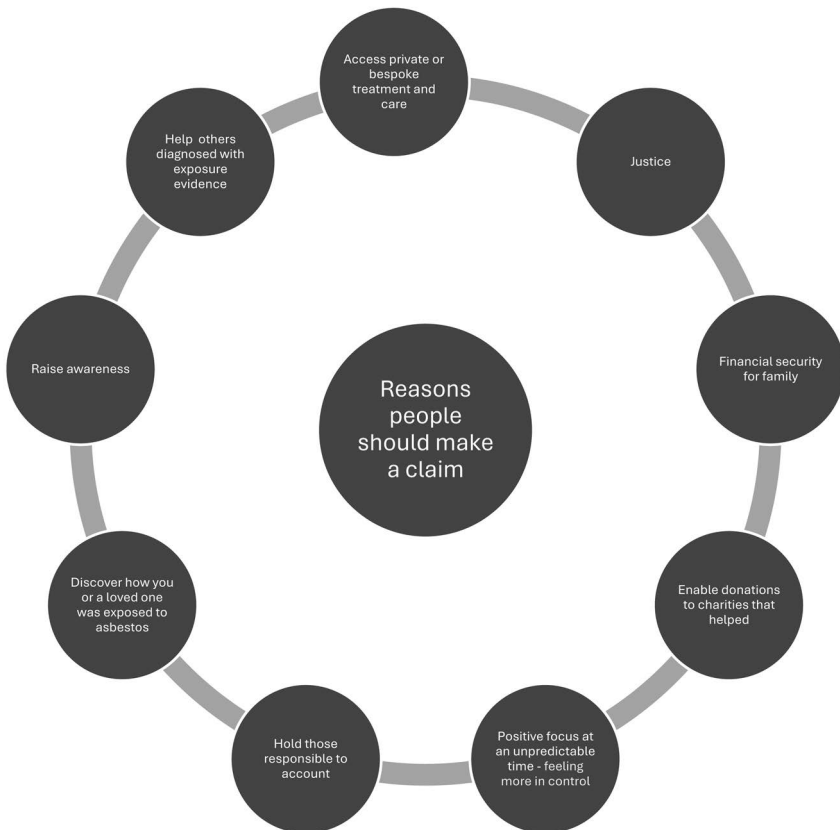 Access private or
bespoke
treatment and
care
Justice
Financial security
for family
Enable donations
to charities that
helped
Positive focus at
an unpredictable
time - feeling
more in control
Hold those
responsible to
account
Discover how you
or a loved one
was exposed to
asbestos
Raise awareness
Help  others
diagnosed with
exposure
evidence
Reasons
people
should make
a claim